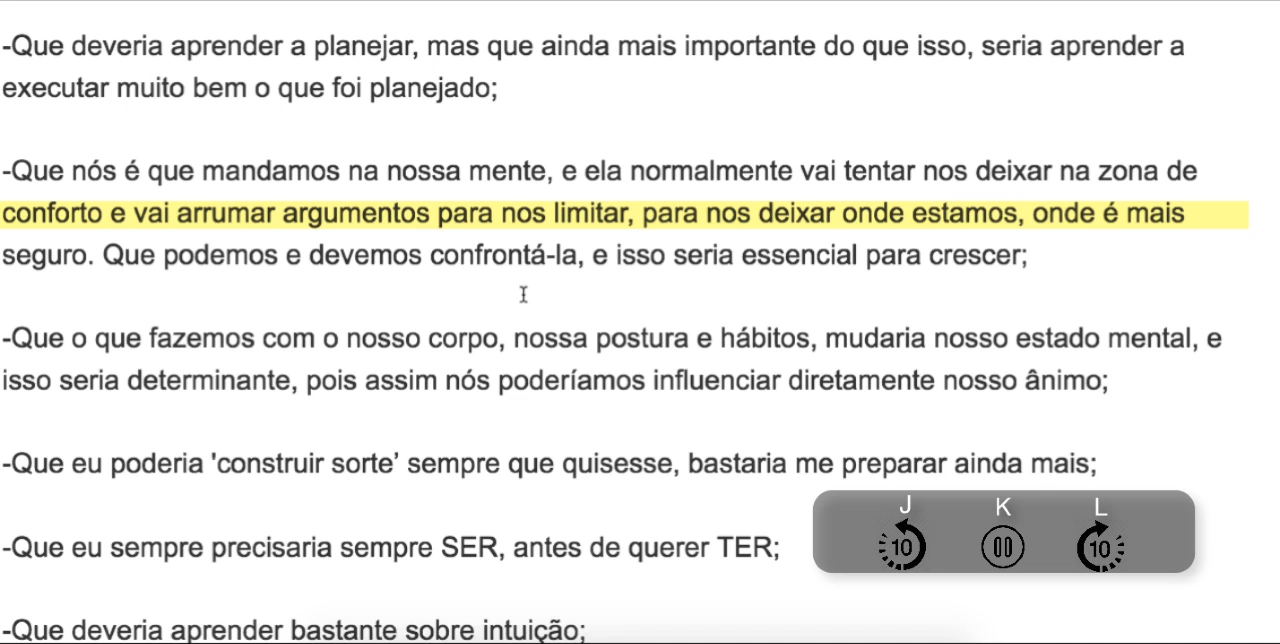 -Que deveria aprender a planejar, mas que ainda mais importante do que isso, seria aprender a
executar muito bem o que foi planejado;
-Que nós é que mandamos na nossa mente, e ela normalmente vai tentar nos deixar na zona de
conforto e vai arrumar argumentos para nos limitar, para nos deixar onde estamos, onde é mais
seguro. Que podemos e devemos confrontá-la, e isso seria essencial para crescer;
-Que o que fazemos com o nosso corpo, nossa postura e hábitos, mudaria nosso estado mental, e
isso seria determinante, pois assim nós poderíamos influenciar diretamente nosso ânimo;
-Que eu poderia 'construir sorte’ sempre que quisesse, bastaria me preparar ainda mais;
J K L
10 10
-Que eu sempre precisaria sempre SER, antes de querer TER;
-Que deveria aprender bastante sobre intuição;